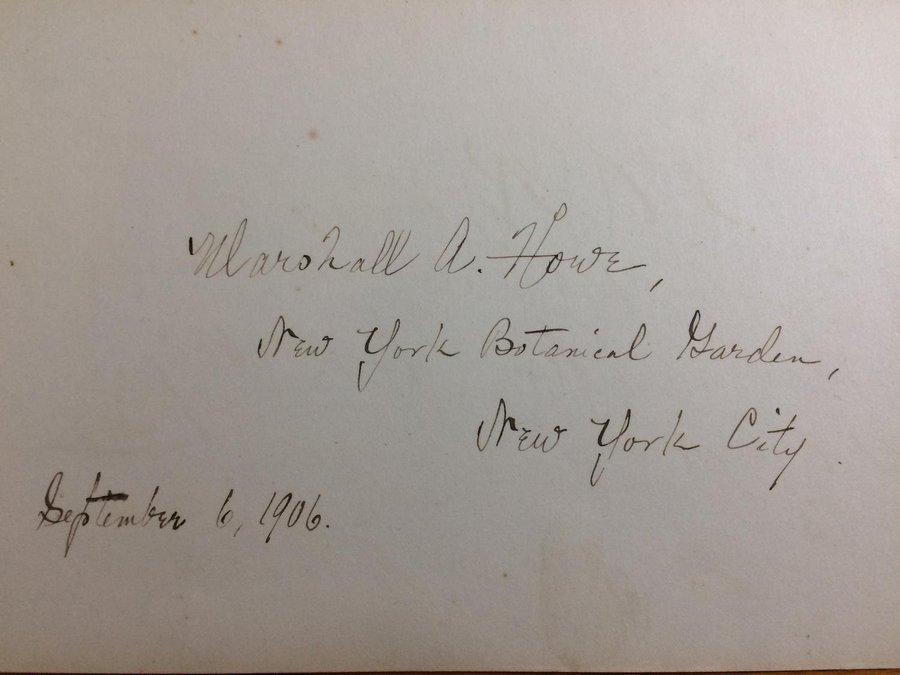 Marshall A. Howe,
New York Botanical Garden,
New York City.
September 6, 1906.